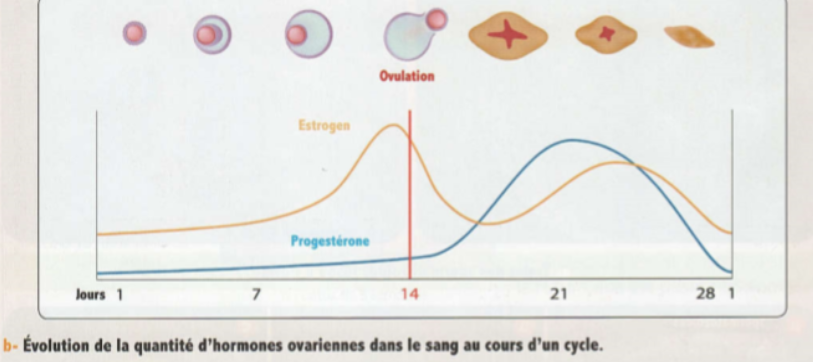 Ovulation
Estrogen
Progestérone
Jours 1 7 14 21 28 1
b- Évolution de la quantité d'hormones ovariennes dans le sang au cours d'un cycle.